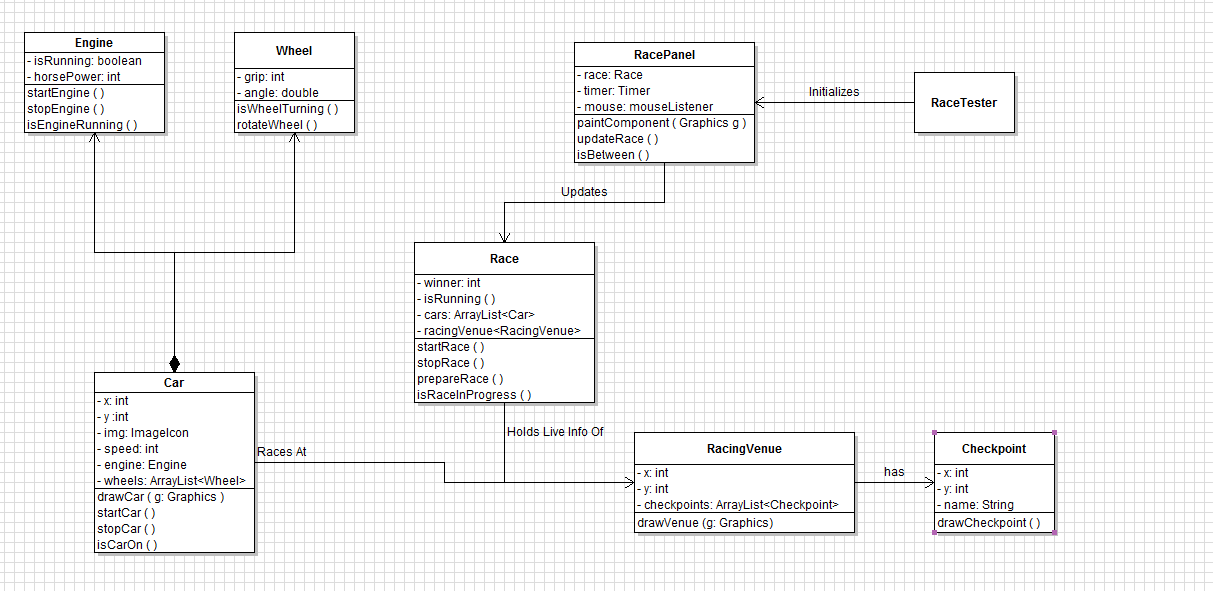 Engine
- isRunning: boolean
- horsePower: int
startEngine ( )
stopEngine ( )
isEngineRunning ( )
Wheel
- grip: int
- angle: double
isWheelTurning ( )
rotateWheel ( )
RacePanel
- race: Race
- timer: Timer
- mouse: mouseListener
paintComponent ( Graphics g )
updateRace ( )
isBetween ( )
Initializes
RaceTester
Updates
Race
- winner: int
- isRunning ( )
- cars: ArrayList<Car>
- racingVenue<RacingVenue>
startRace ( )
stopRace ( )
prepareRace ( )
isRaceInProgress ( )
Car
- x: int
- y :int
- img: ImageIcon
- speed: int
- engine: Engine
- wheels: ArrayList<Wheel>
drawCar ( g: Graphics )
startCar ( )
stopCar ( )
isCarOn ( )
Races At
Holds Live Info Of
RacingVenue
- x: int
- y: int
- checkpoints: ArrayList<Checkpoint>
drawVenue (g: Graphics)
has
Checkpoint
- x: int
- y: int
- name: String
drawCheckpoint ( )